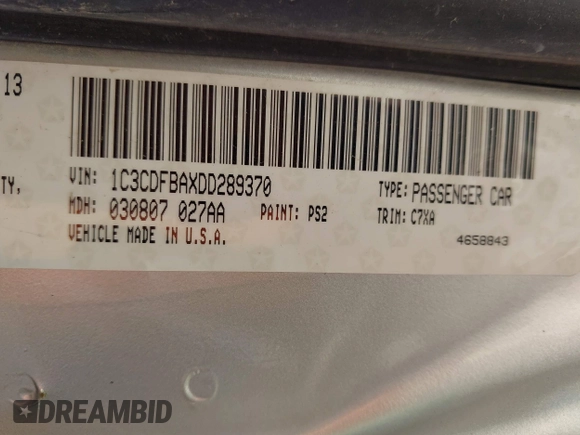 13
TY,
VIN: 1C3CDFBAXDD289370 TYPE: PASSENGER CAR
MDH: 030807 027AA PAINT: PS2 TRIM: C7XA
VEHICLE MADE IN U.S.A. 4658843
DREAMBID